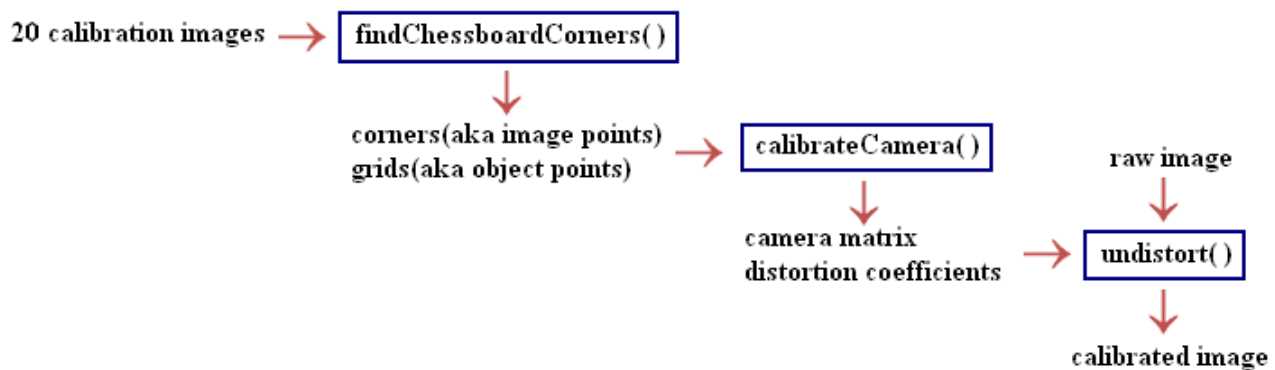 20 calibration images
findChessboardCorners( )
corners(aka image points)
grids(aka object points)
calibrateCamera( )
raw image
camera matrix
distortion coefficients
undistort( )
calibrated image